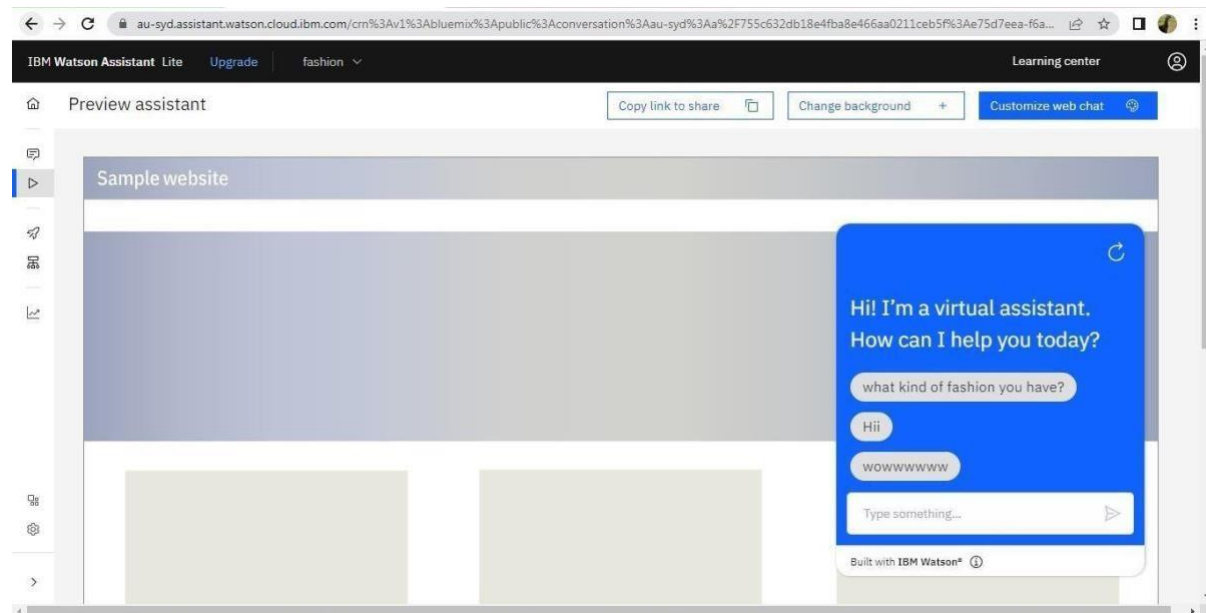 au-syd.assistant.watson.cloud.ibm.com/crn%3Av1%3Abluemix%3Apublic%3Aconversation%3Aau-syd%3Aa%2F755c632db18e4fba8e466aa0211ceb5f%3Ae75d7eea-f6a...
IBM Watson Assistant Lite Upgrade fashion Learning center
Preview assistant Copy link to share Change background + Customize web chat
Sample website
Hi! I'm a virtual assistant.
How can I help you today?
what kind of fashion you have?
Hii
wowwwwww
Type something...
Built with IBM Watson®